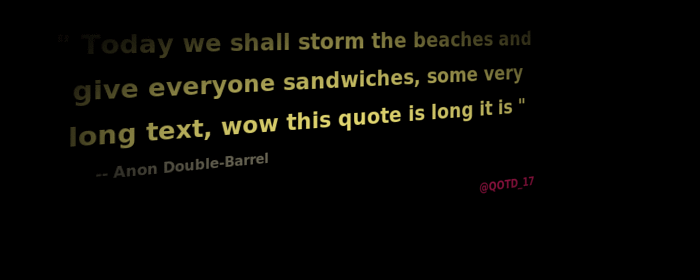 " Today we shall storm the beaches and
give everyone sandwiches, some very
long text, wow this quote is long it is "
-- Anon Double-Barrel
@QOTD_17